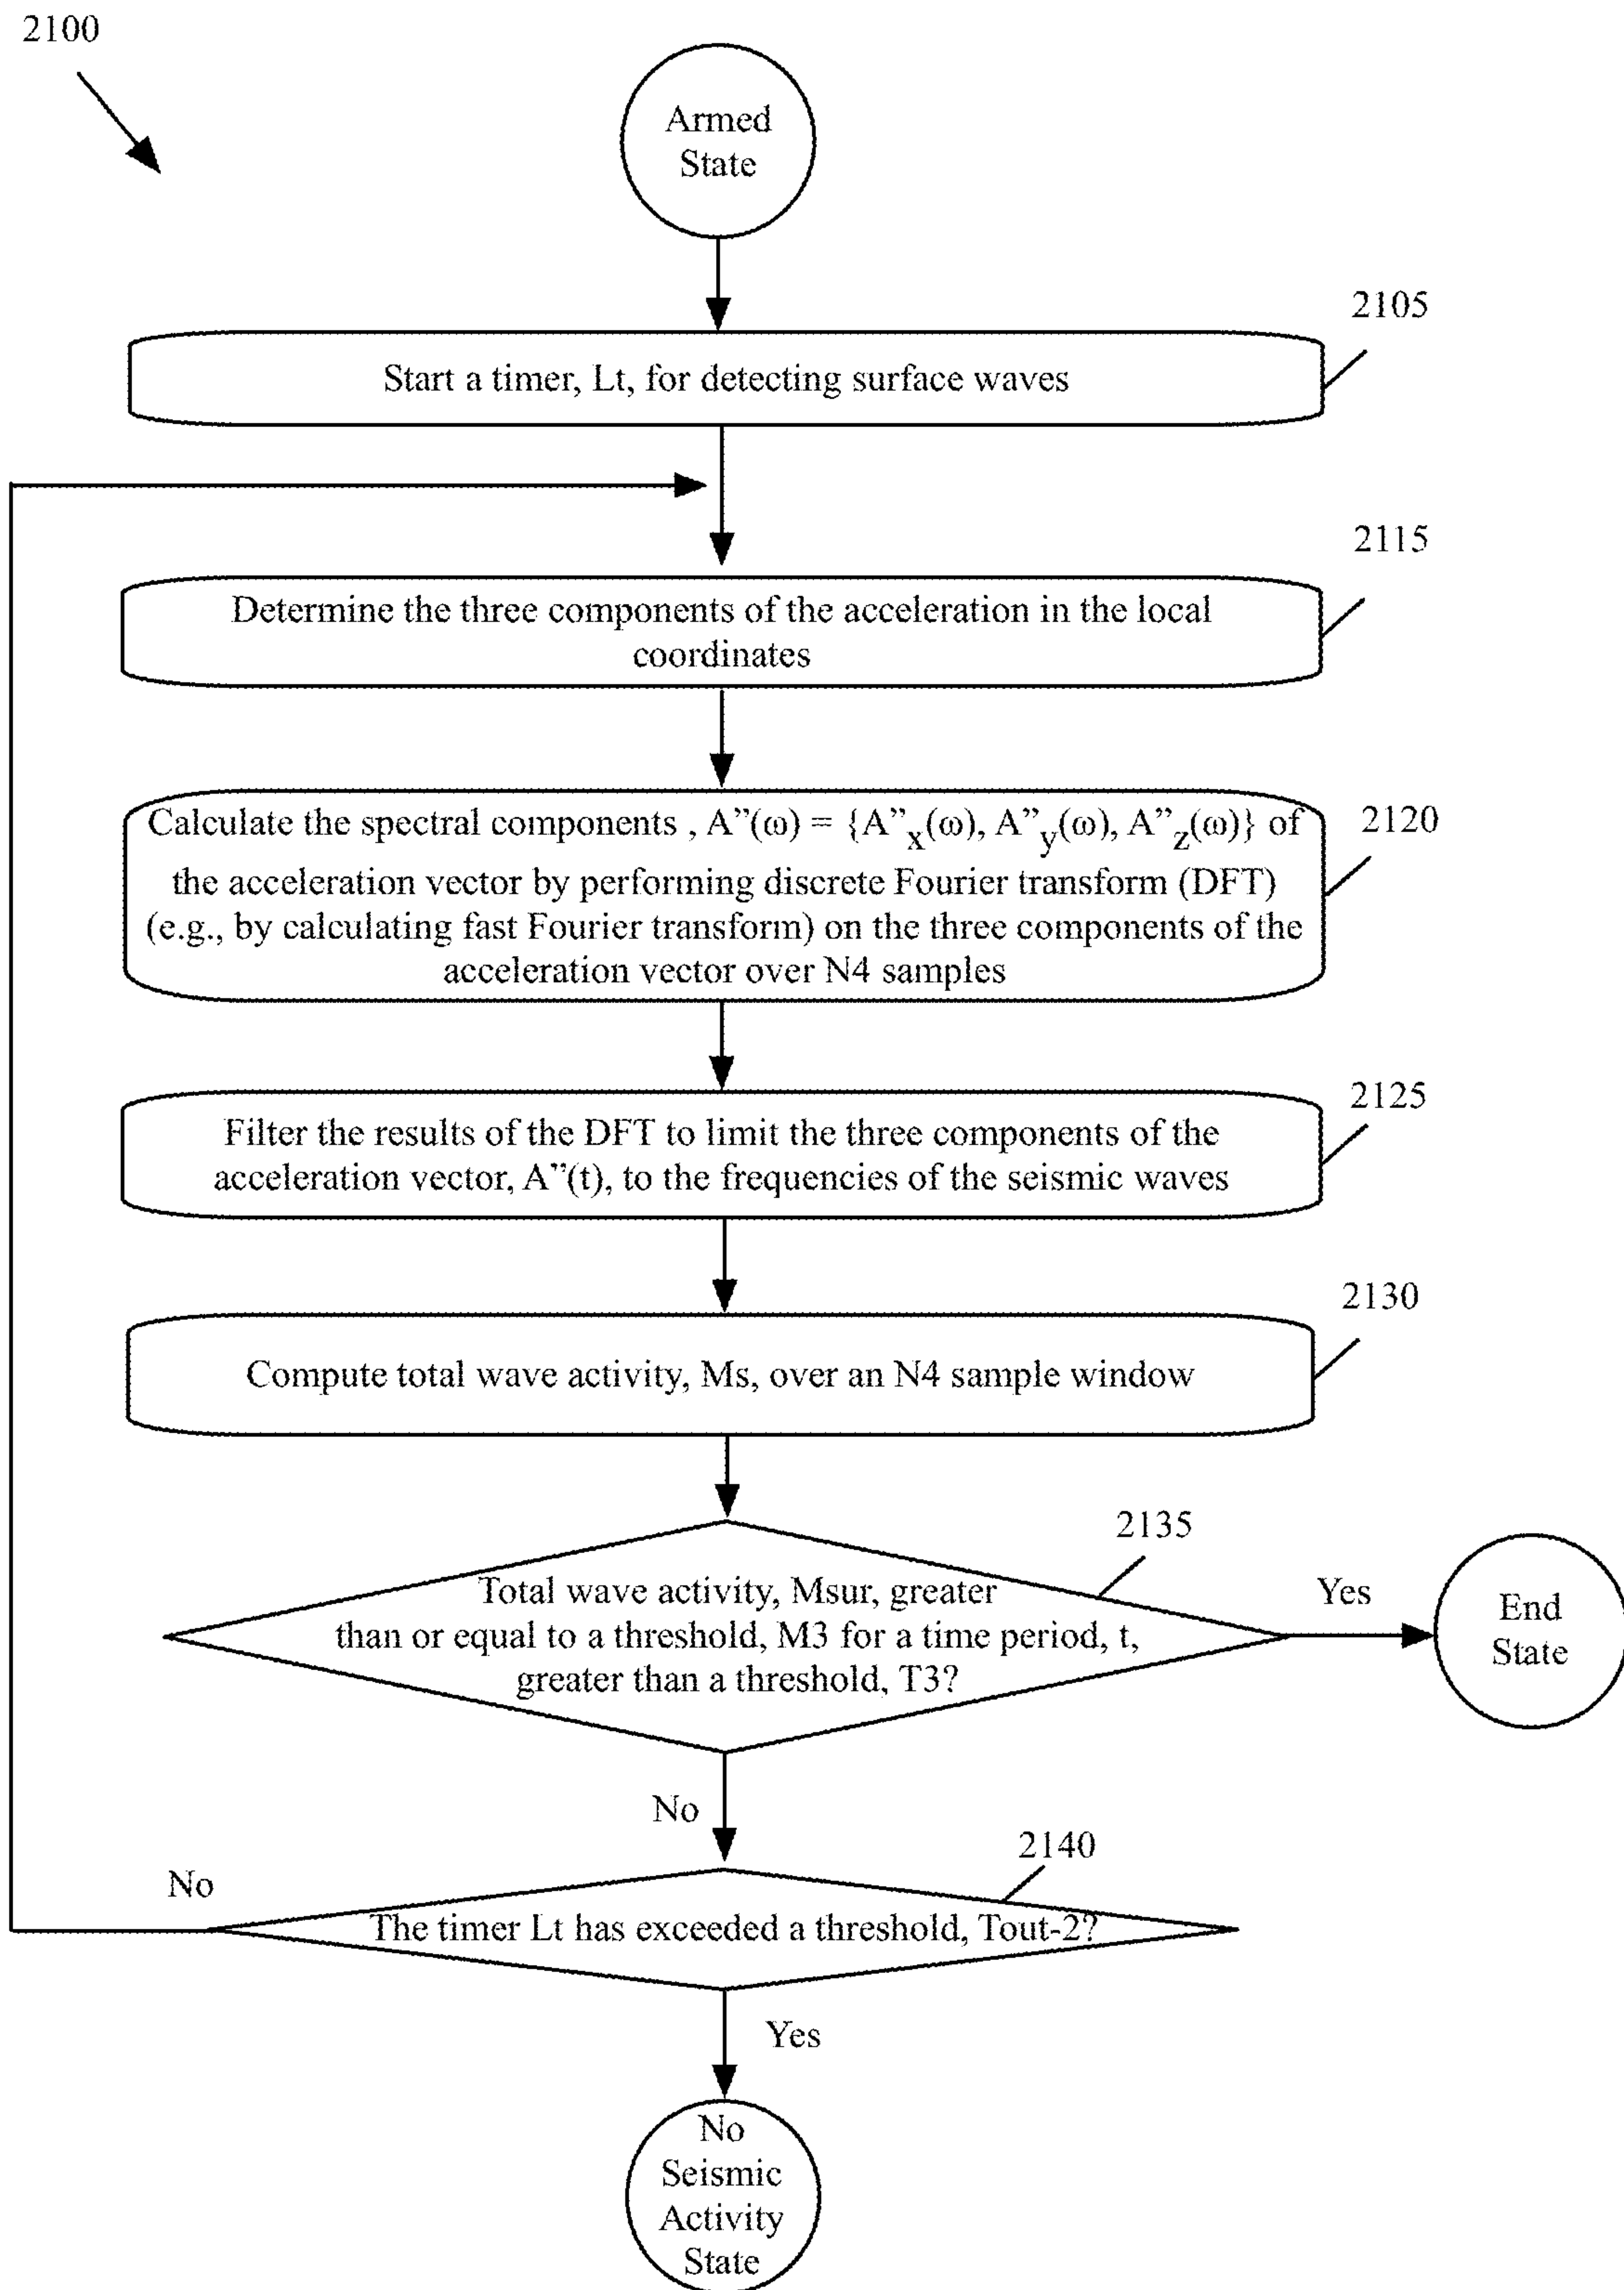 2100
Armed
State
2105
Start a timer, Lt, for detecting surface waves
2115
Determine the three components of the acceleration in the local
coordinates
2120
Calculate the spectral components , A”(ω) = {A”x(ω), A”y(ω), A”z(ω)} of
the acceleration vector by performing discrete Fourier transform (DFT)
(e.g., by calculating fast Fourier transform) on the three components of the
acceleration vector over N4 samples
2125
Filter the results of the DFT to limit the three components of the
acceleration vector, A”(t), to the frequencies of the seismic waves
2130
Compute total wave activity, Ms, over an N4 sample window
2135
Total wave activity, Msur, greater
than or equal to a threshold, M3 for a time period, t,
greater than a threshold, T3?
Yes
End
State
No
2140
No
The timer Lt has exceeded a threshold, Tout-2?
Yes
No
Seismic
Activity
State